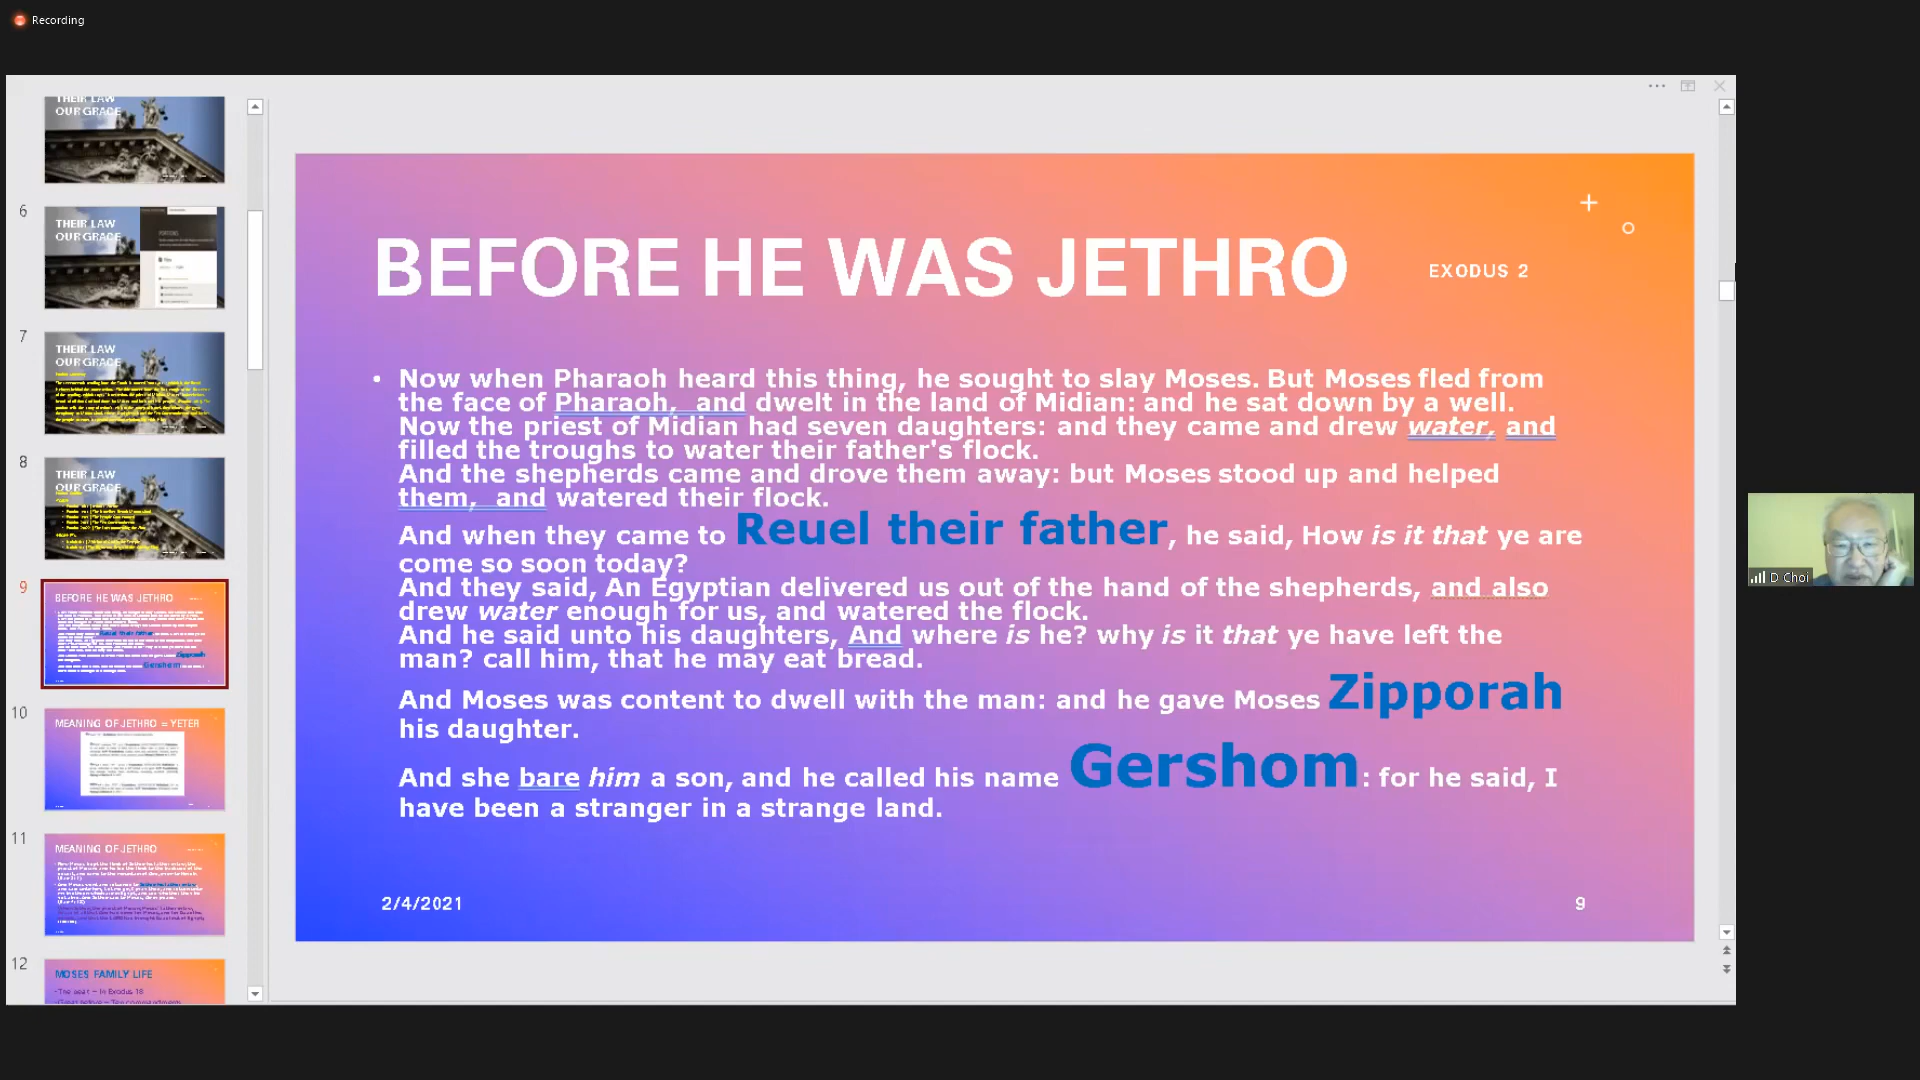 Recording
THEIR LAW
OUR GRACE
6
THEIR LAW
OUR GRACE
7
THEIR LAW
OUR GRACE
8
THEIR LAW
OUR GRACE
9
BEFORE HE WAS JETHRO
Reuel their father
Zipporah
Gershom
10
MEANING OF JETHRO = YETER
11
MEANING OF JETHRO
12
MOSES FAMILY LIFE
BEFORE HE WAS JETHRO
EXODUS 2
• Now when Pharaoh heard this thing, he sought to slay Moses. But Moses fled from
the face of Pharaoh,  and dwelt in the land of Midian: and he sat down by a well.
Now the priest of Midian had seven daughters: and they came and drew water, and
filled the troughs to water their father's flock.
And the shepherds came and drove them away: but Moses stood up and helped
them,  and watered their flock.
And when they came to Reuel their father, he said, How is it that ye are
come so soon today?
And they said, An Egyptian delivered us out of the hand of the shepherds, and also
drew water enough for us, and watered the flock.
And he said unto his daughters, And where is he? why is it that ye have left the
man? call him, that he may eat bread.
And Moses was content to dwell with the man: and he gave Moses Zipporah
his daughter.
And she bare him a son, and he called his name Gershom: for he said, I
have been a stranger in a strange land.
2/4/2021
9
D Choi